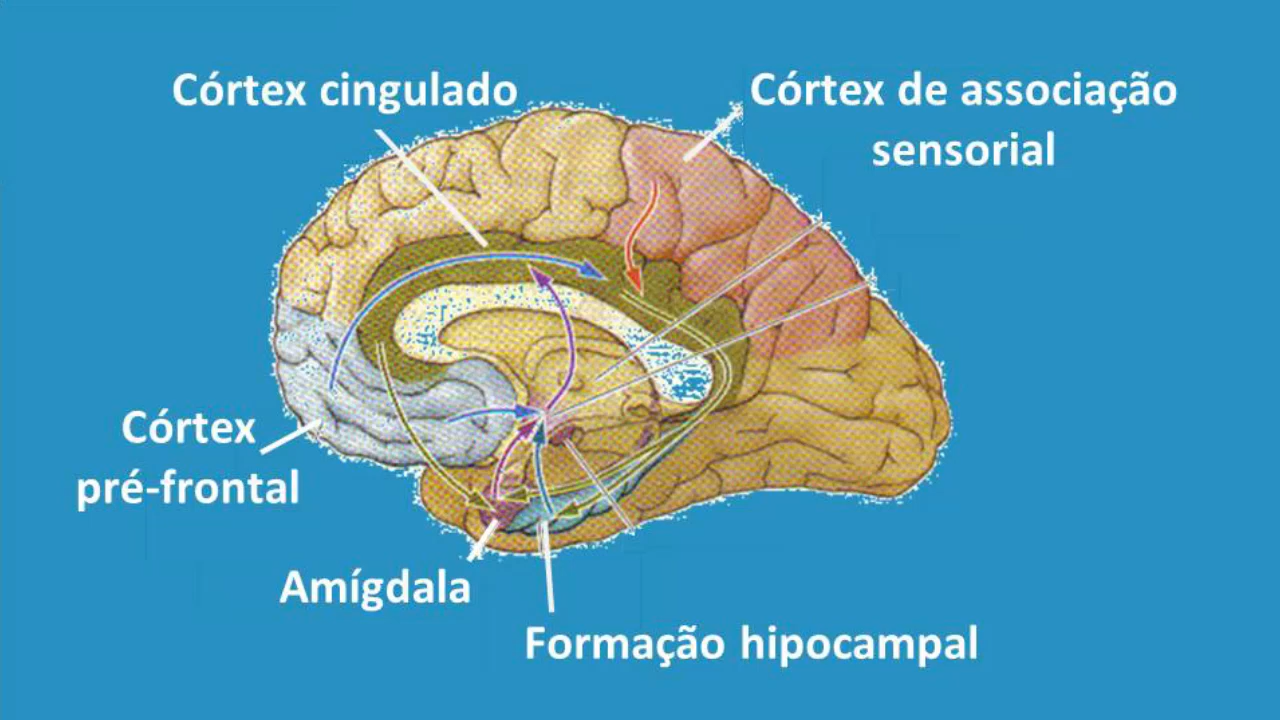 Córtex cingulado
Córtex de associação
sensorial
Córtex
pré-frontal
Amígdala
Formação hipocampal